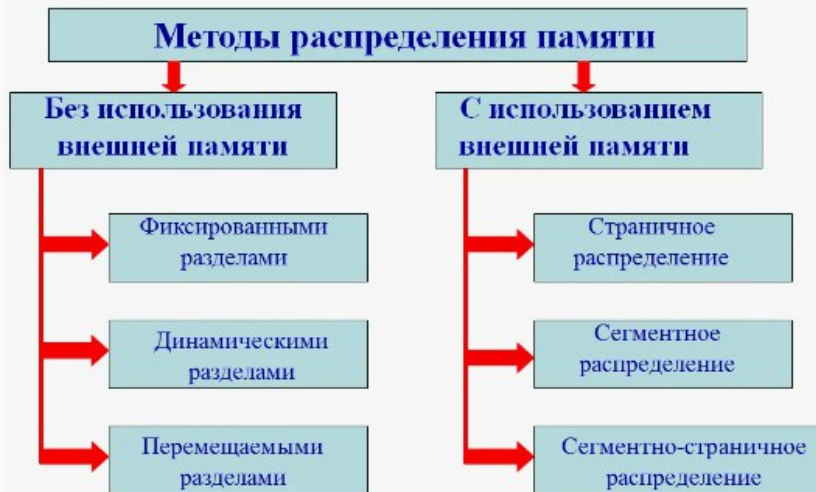 Методы распределения памяти
Без использования
внешней памяти
С использованием
внешней памяти
Фиксированными
разделами
Динамическими
разделами
Перемещаемыми
разделами
Страничное
распределение
Сегментное
распределение
Сегментно-страничное
распределение